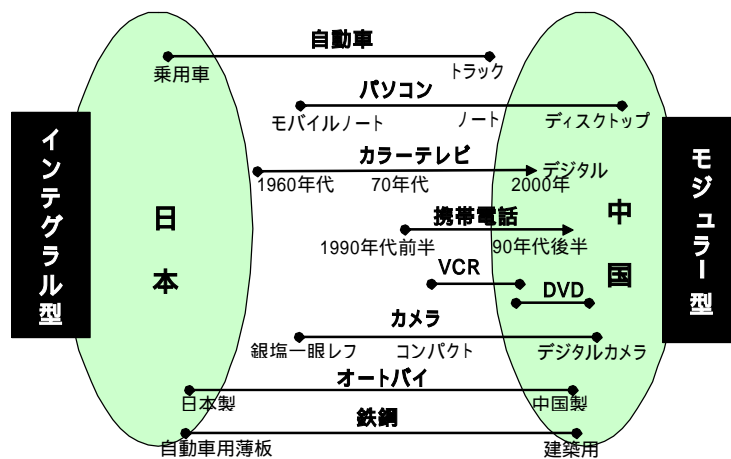 自動車
乗用車
トラック
パソコン
モバイルノート
ノート
ディスクトップ
インテグラル型
モジュラー型
カラーテレビ
デジタル
1960年代
70年代
2000年
日本
中国
携帯電話
1990年代前半
90年代後半
VCR
DVD
カメラ
銀塩一眼レフ
コンパクト
デジタルカメラ
オートバイ
日本製
中国製
鉄鋼
自動車用薄板
建築用